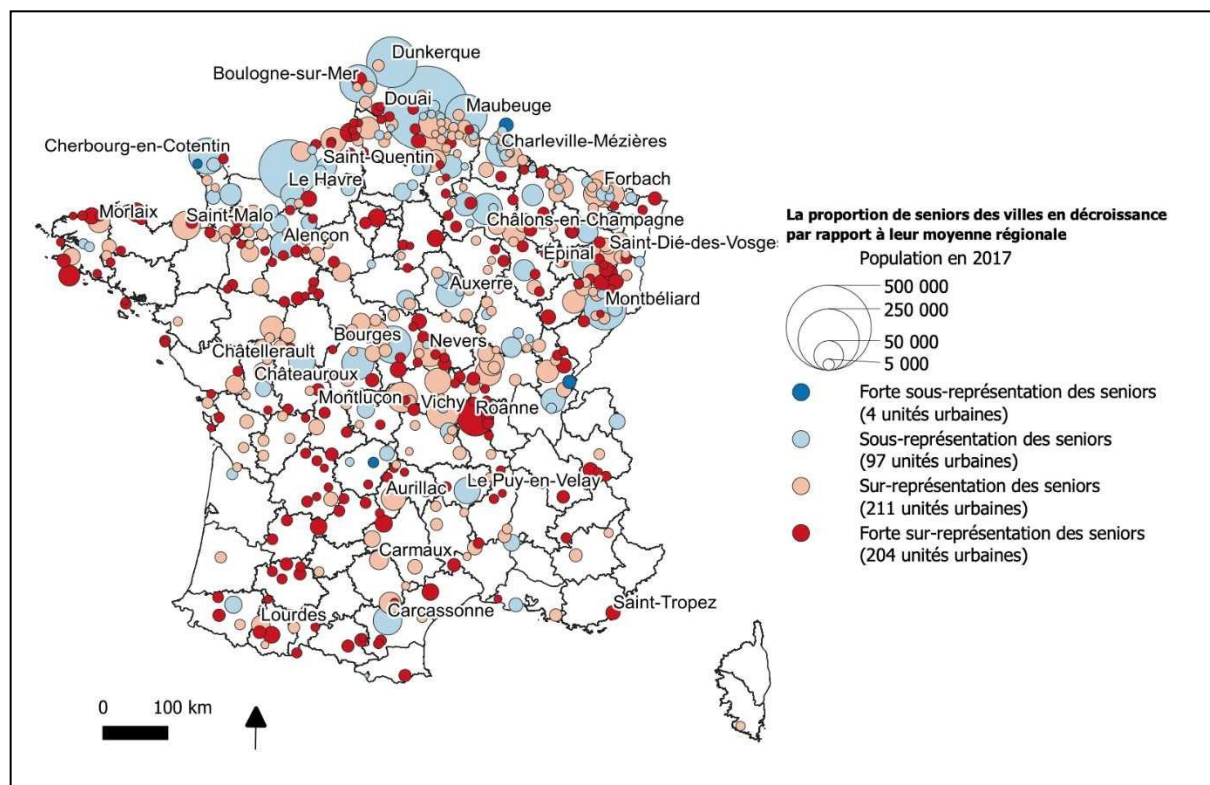 Dunkerque
Boulogne-sur-Mer
Douai
Maubeuge
Cherbourg-en-Cotentin
Charleville-Mézières
Saint-Quentin
Le Havre
Forbach
Morlaix
Saint-Malo
Châlons-en-Champagne
Alençon
Saint-Dié-des-Vosges
Épinal
Auxerre
Montbéliard
Bourges
Nevers
Châtellerault
Châteauroux
Montluçon
Vichy
Roanne
Le Puy-en-Velay
Aurillac
Carmaux
Saint-Tropez
Carcassonne
Lourdes
0 100 km
La proportion de seniors des villes en décroissance
par rapport à leur moyenne régionale
Population en 2017
500 000
250 000
50 000
5 000
Forte sous-représentation des seniors
(4 unités urbaines)
Sous-représentation des seniors
(97 unités urbaines)
Sur-représentation des seniors
(211 unités urbaines)
Forte sur-représentation des seniors
(204 unités urbaines)